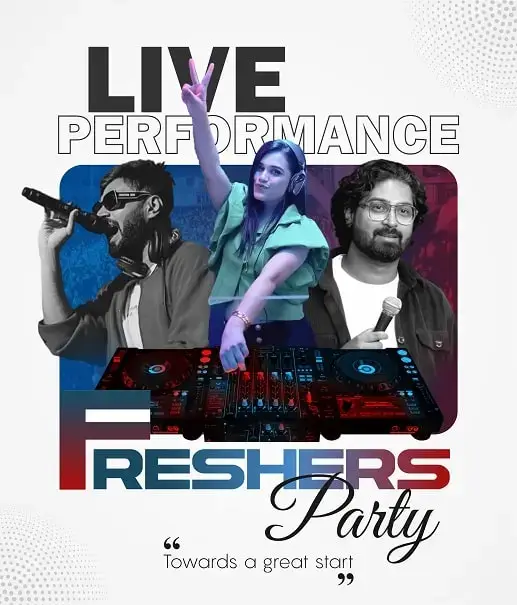 LIVE
PERFORMANCE
FRESHERS
Party
“Towards a great start”